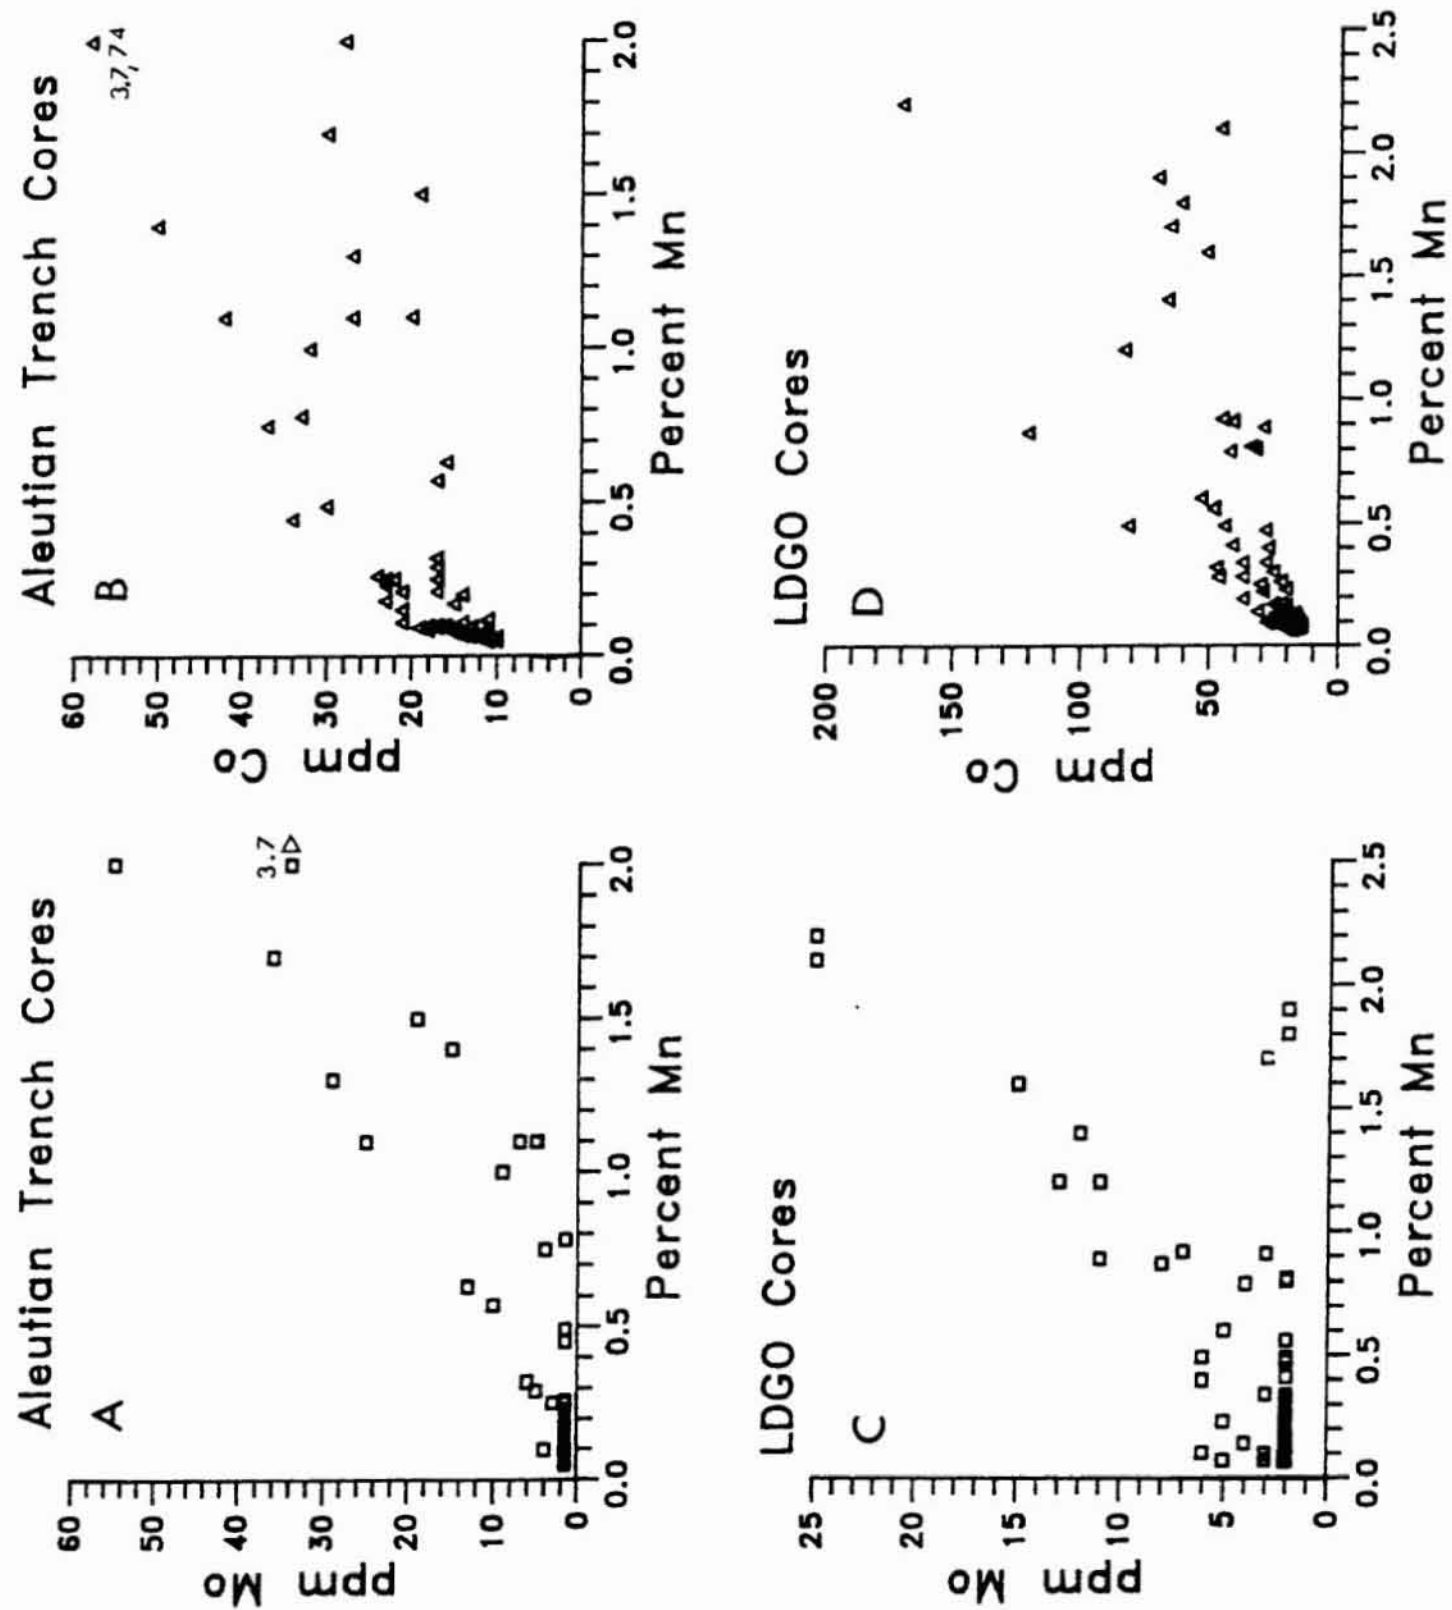 Aleutian Trench Cores
A
ppm Mo
60
50
40
30
20
10
0
0.0 0.5 1.0 1.5 2.0
Percent Mn
3.7
Aleutian Trench Cores
B
ppm Co
60
50
40
30
20
10
0
0.0 0.5 1.0 1.5 2.0
Percent Mn
3.7, 74
LDGO Cores
C
ppm Mo
25
20
15
10
5
0
0.0 0.5 1.0 1.5 2.0 2.5
Percent Mn
LDGO Cores
D
ppm Co
200
150
100
50
0
0.0 0.5 1.0 1.5 2.0 2.5
Percent Mn